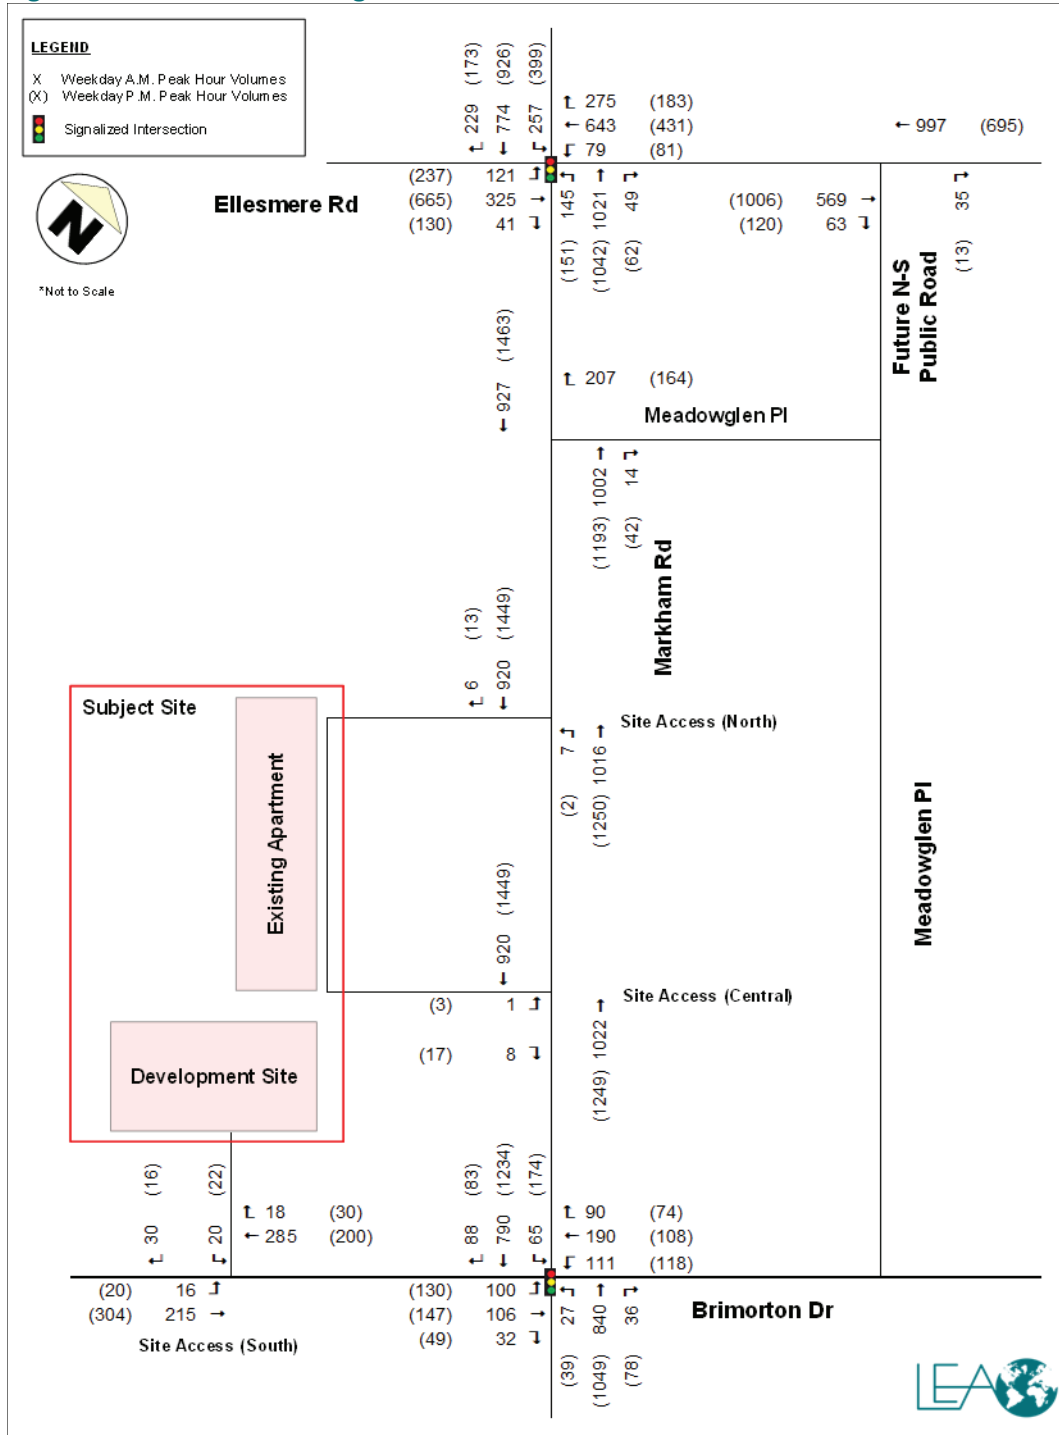 LEGEND
X Weekday A.M. Peak Hour Volumes
(X) Weekday P.M. Peak Hour Volumes
Signalized Intersection
N
*Not to Scale
229 (173)
774 (926)
257 (399)
↑ 275 (183)
← 643 (431)
79 (81)
← 997 (695)
Ellesmere Rd
(237) 121
(665) 325 →
(130) 41
145 (151)
1021 (1042)
49 (62)
(1006) 569 →
(120) 63
35 (13)
Future N-S
Public Road
927 (1463)
207 (164)
Meadowglen Pl
1002 (1193)
14 (42)
Markham Rd
6 (13)
920 (1449)
Subject Site
Existing Apartment
Site Access (North)
7 (2)
1016 (1250)
Meadowglen Pl
920 (1449)
Site Access (Central)
(3) 1
(17) 8
1022 (1249)
Development Site
30 (16)
20 (22)
18 (30)
← 285 (200)
88 (83)
790 (1234)
65 (174)
90 (74)
← 190 (108)
111 (118)
(20) 16
(304) 215 →
Site Access (South)
(130) 100
(147) 106 →
(49) 32
27 (39)
840 (1049)
36 (78)
Brimorton Dr
LEA